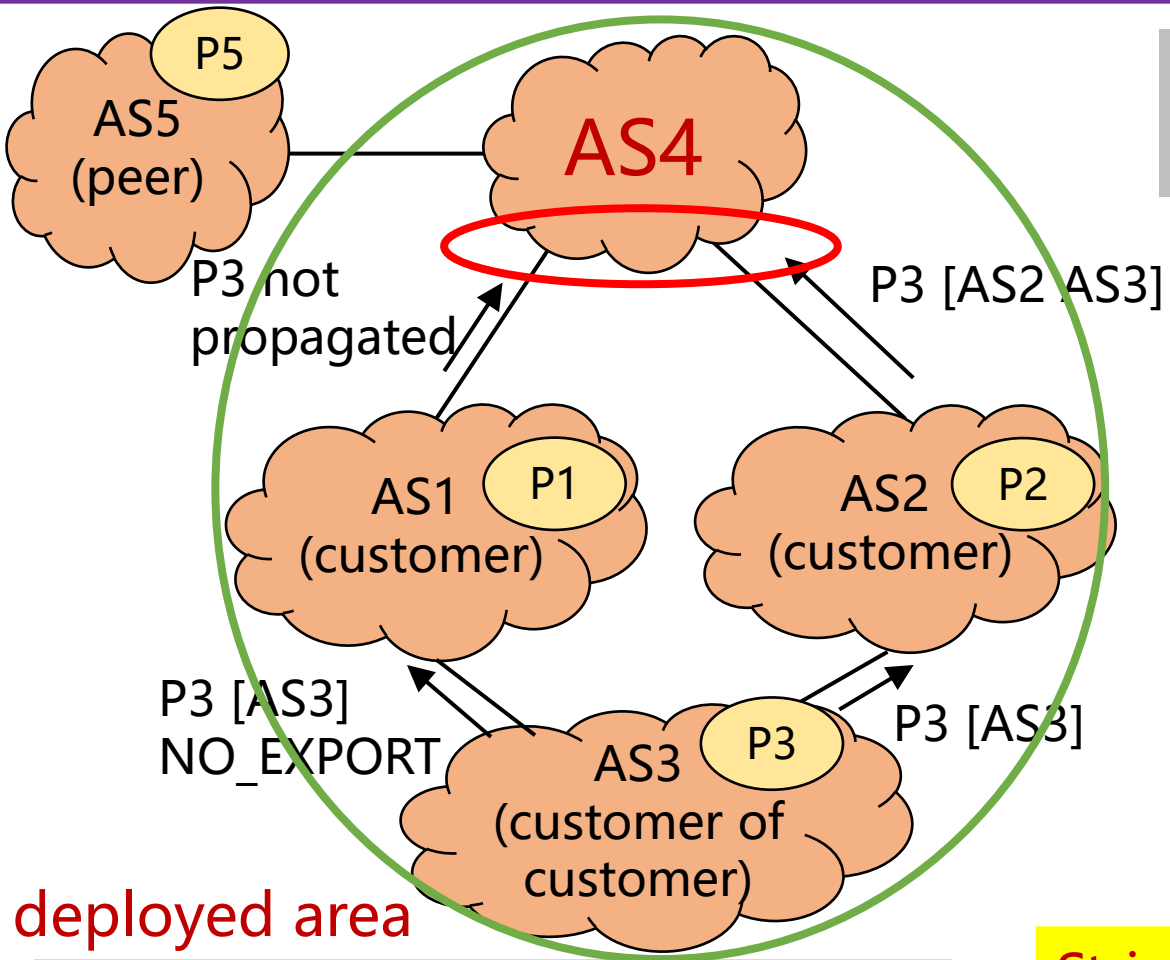 P5
AS5
(peer)
AS4
P3 not
propagated
P3 [AS2 AS3]
AS1
(customer)
P1
AS2
(customer)
P2
P3 [AS3]
NO_EXPORT
P3 [AS3]
AS3
(customer of
customer)
P3
deployed area